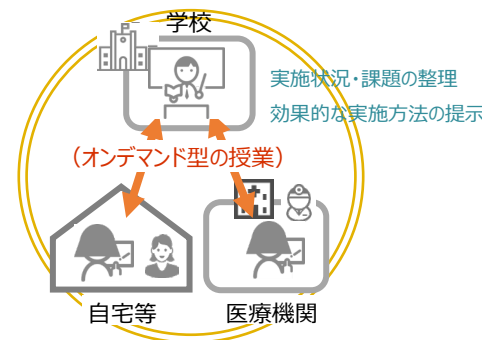 学校
実施状況・課題の整理
効果的な実施方法の提示
（オンデマンド型の授業）
自宅等
医療機関